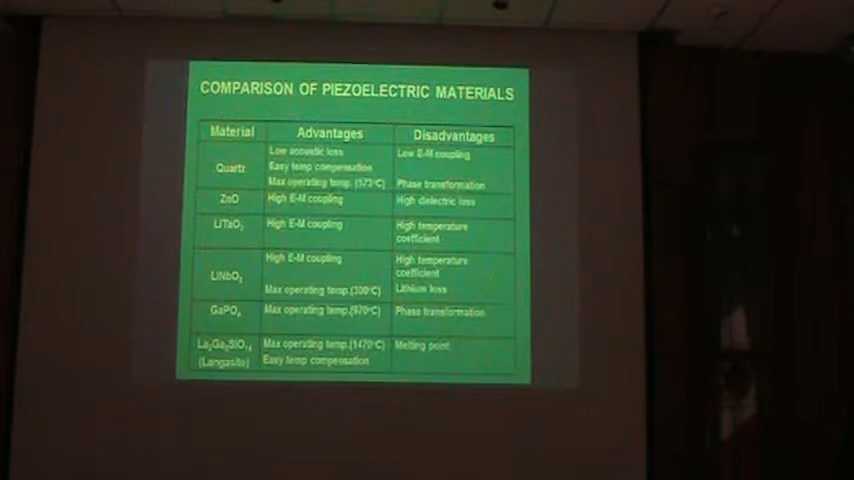 COMPARISON OF PIEZOELECTRIC MATERIALS
Material Advantages Disadvantages
Quartz Low acoustic loss Low E-M coupling
Easy temp compensation
Max operating temp. (573°C) Phase transformation
ZnO High E-M coupling High dielectric loss
LiTaO₃ High E-M coupling High temperature
coefficient
LiNbO₃ High E-M coupling High temperature
coefficient
Max operating temp.(300°C) Lithium loss
GaPO₄ Max operating temp.(970°C) Phase transformation
La₃Ga₅SiO₁₄ Max operating temp.(1470°C) Melting point
(Langasite) Easy temp compensation